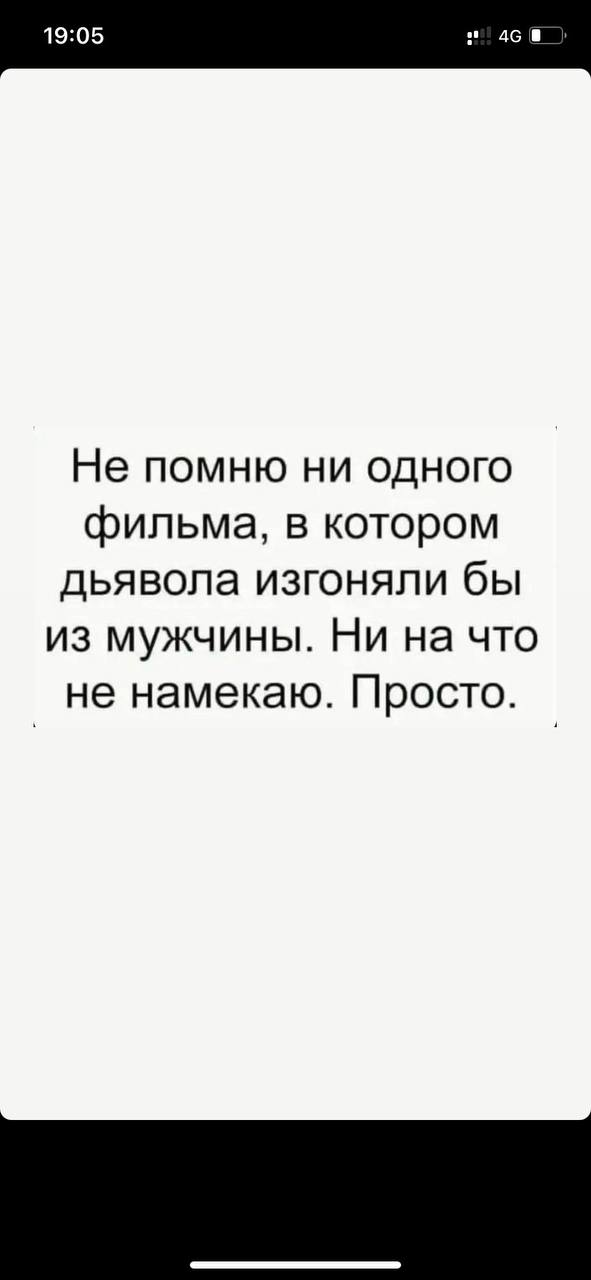 19:05
4G
Не помню ни одного
фильма, в котором
дьявола изгоняли бы
из мужчины. Ни на что
не намекаю. Просто.